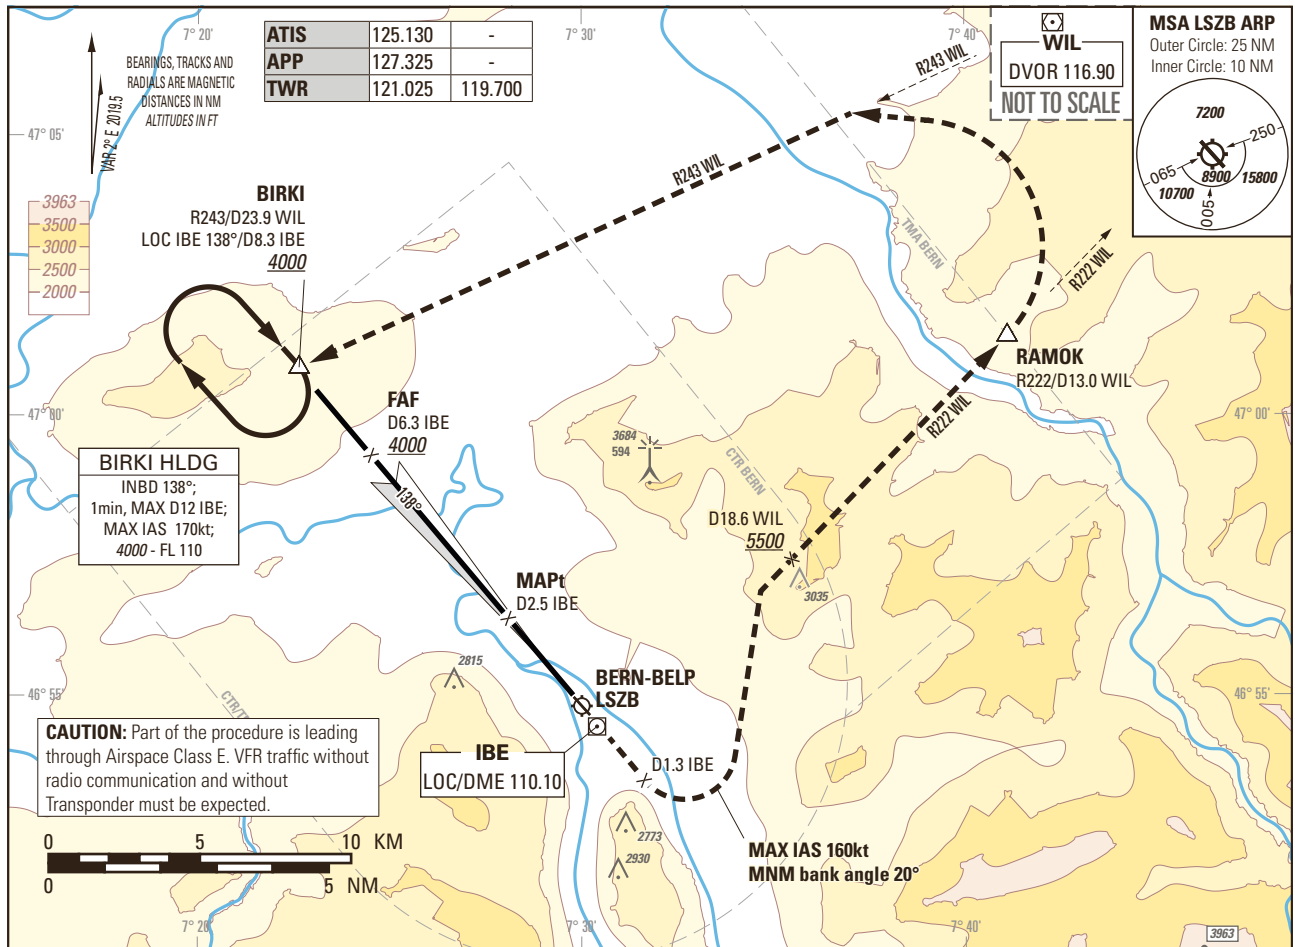 7° 20'
7° 30'
7° 40'
ATIS 125.130 -
APP 127.325 -
TWR 121.025 119.700
BEARINGS, TRACKS AND
RADIALS ARE MAGNETIC
DISTANCES IN NM
ALTITUDES IN FT
VAR 2° E 2019.5
47° 05'
3963
3500
3000
2500
2000
WIL
DVOR 116.90
NOT TO SCALE
MSA LSZB ARP
Outer Circle: 25 NM
Inner Circle: 10 NM
7200
250
065
8900
15800
10700
005
R243 WIL
R243 WIL
TMA BERN
R222 WIL
BIRKI
R243/D23.9 WIL
LOC IBE 138°/D8.3 IBE
4000
RAMOK
R222/D13.0 WIL
R222 WIL
47° 00'
47° 00'
FAF
D6.3 IBE
4000
3684
594
CTR BERN
BIRKI HLDG
INBD 138°;
1min, MAX D12 IBE;
MAX IAS 170kt;
4000 - FL 110
138°
D18.6 WIL
5500
3035
MAPt
D2.5 IBE
2815
BERN-BELP
LSZB
46° 55'
46° 55'
CAUTION: Part of the procedure is leading
through Airspace Class E. VFR traffic without
radio communication and without
Transponder must be expected.
IBE
LOC/DME 110.10
D1.3 IBE
2773
2930
MAX IAS 160kt
MNM bank angle 20°
0 5 10 KM
0 5 NM
7° 20'
7° 30'
7° 40'
3963